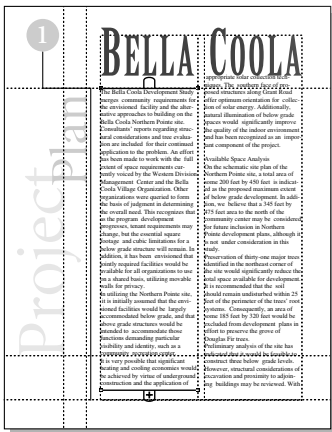 1
BELLA COOLA
Project plan
The Bella Coola Development Study
merges community requirements for
the envisioned facility and the alter-
native approaches to building on the
Bella Coola Northern Pointe site.
Consultants' reports regarding struc-
tural considerations and tree evalua-
tion are included for their continued
application to the problem. An effort
has been made to work with the full
extent of space requirements cur-
rently voiced by the Western Division
Management Center and the Bella
Coola Village Organization. Other
organizations were queried to form
the basis of judgment in determining
the overall need. This recognizes that
as the program development
progresses, tenant requirements may
change, but the essential square
footage and cubic limitations for a
below grade structure will remain. In
addition, it has been envisioned that
jointly required facilities would be
available for all organizations to use
on a shared basis, utilizing movable
walls for privacy.
In utilizing the Northern Pointe site,
it is initially assumed that the envi-
sioned facilities would be largely
accommodated below grade, and that
above grade structures would be
intended to accommodate those
functions demanding particular
visibility and identity, such as a
community recreation center.
It is very possible that significant
heating and cooling economies would
be achieved by virtue of underground
construction and the application of
appropriate solar collection tech-
niques. The southern face of pro-
posed structures along Grant Road
offer optimum orientation for collec-
tion of solar energy. Additionally,
natural illumination of below grade
spaces would significantly improve
the quality of the indoor environment
and has been recognized as an impor-
tant component of the project.
Available Space Analysis
On the schematic site plan of the
Northern Pointe site, a total area of
some 200 feet by 450 feet is indicat-
ed as the proposed maximum extent
of below grade development. In addi-
tion, we believe that a 345 feet by
375 feet area to the north of the
community center may be considered
for future inclusion in Northern
Pointe development plans, although it
is not under consideration in this
study.
Preservation of thirty-one major trees
identified in the northeast corner of
the site would significantly reduce the
total space available for development.
It is recommended that the soil
should remain undisturbed within 25
feet of the perimeter of the trees' root
systems. Consequently, an area of
some 185 feet by 320 feet would be
excluded from development plans in
effort to preserve the grove of
Douglas Fir trees.
Preliminary analysis of the site has
indicated that it would be feasible to
construct three below grade levels.
However, structural considerations of
excavation and proximity to adjoin-
ing buildings may be reviewed. With